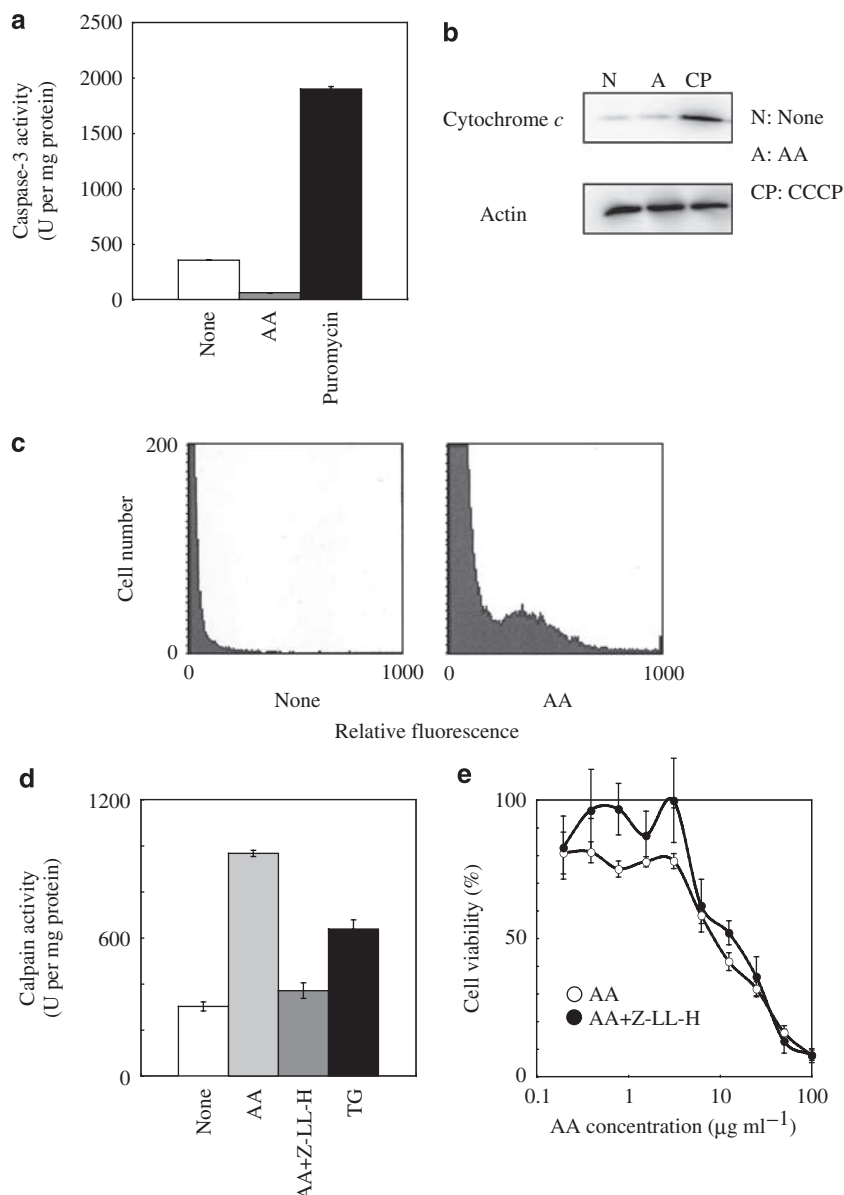 a
Caspase-3 activity
(U per mg protein)
2500
2000
1500
1000
500
0
None
AA
Puromycin
b
N A CP
Cytochrome c
Actin
N: None
A: AA
CP: CCCP
c
Cell number
200
0
0 1000
None
0 1000
AA
Relative fluorescence
d
Calpain activity
(U per mg protein)
1200
600
0
None
AA
AA+Z-LL-H
TG
e
Cell viability (%)
100
50
0
AA
AA+Z-LL-H
0.1 1 10 100
AA concentration (μg ml−1)